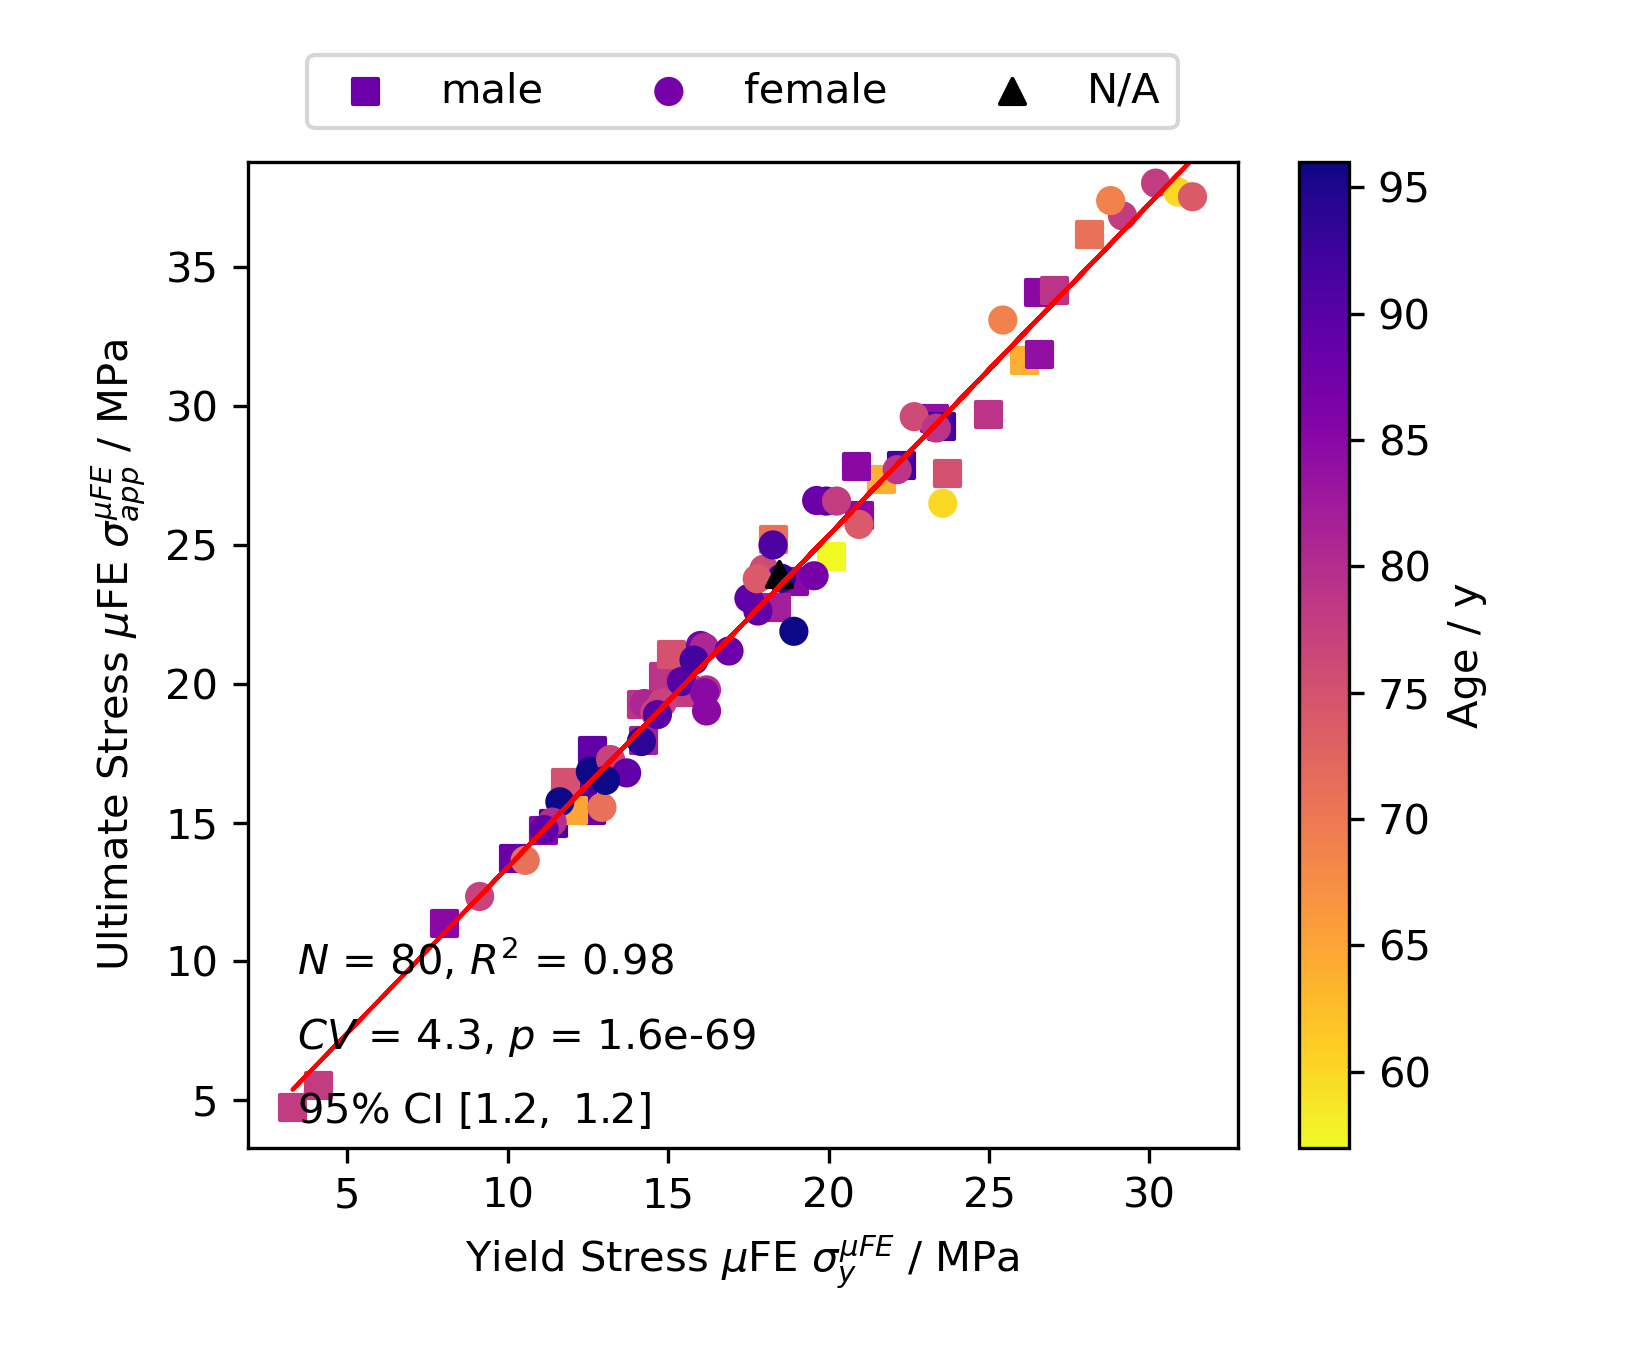 male female N/A
35
30
25
20
15
10
5
Ultimate Stress μFE σ_app^μFE / MPa
N = 80, R² = 0.98
CV = 4.3, p = 1.6e-69
95% CI [1.2, 1.2]
5 10 15 20 25 30
Yield Stress μFE σ_y^μFE / MPa
95
90
85
80
75
70
65
60
Age / y